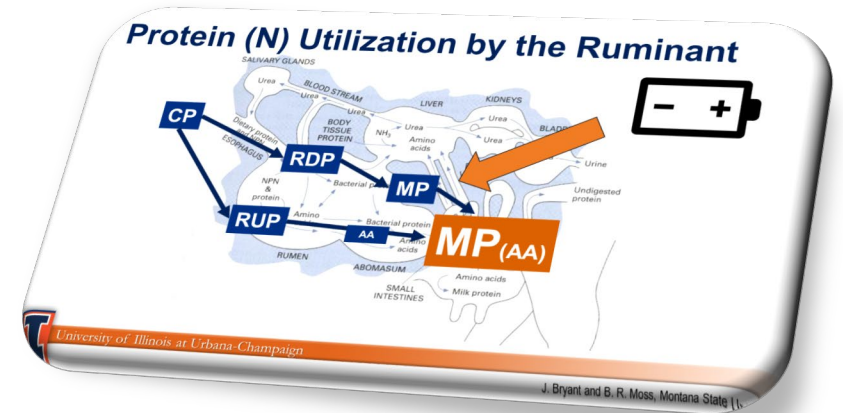 Protein (N) Utilization by the Ruminant
SALIVARY GLANDS
Urea
BLOOD STREAM
Urea
Urea
LIVER
KIDNEYS
Urea
Urea
Urea
Urine
BODY
TISSUE
PROTEIN
NH₃
Amino
acids
CP
Dietary protein
ESOPHAGUS
RDP
MP
NPN
&
protein
Bacterial
Undigested
protein
RUP
Amino
Bacterial protein
AA
Amino
acids
MP(AA)
RUMEN
ABOMASUM
SMALL
INTESTINES
Amino acids
Milk protein
− +
I
University of Illinois at Urbana-Champaign
J. Bryant and B. R. Moss, Montana State